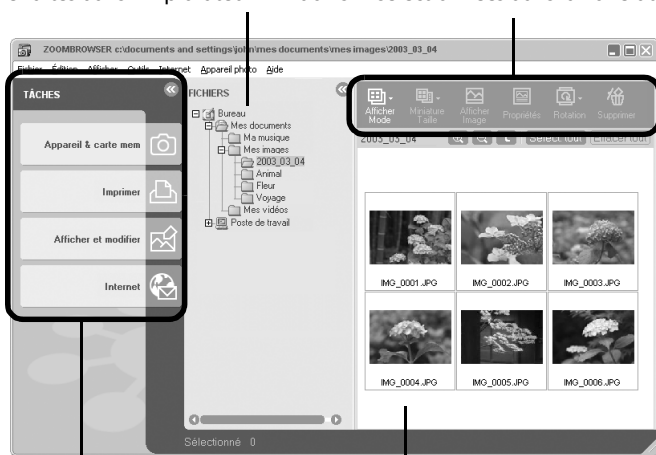 ZOOMBROWSER c:\documents and settings\john\mes documents\mes images\2003_03_04
Fichier Édition Afficher Outils Internet Appareil photo Aide
TÂCHES
Appareil & carte mem
Imprimer
Afficher et modifier
Internet
FICHIERS
Bureau
Mes documents
Ma musique
Mes images
2003_03_04
Animal
Fleur
Voyage
Mes vidéos
Poste de travail
Afficher Mode
Miniature Taille
Afficher Image
Propriétés
Rotation
Supprimer
2003_03_04
Sélect tout
Effacer tout
IMG_0001.JPG
IMG_0002.JPG
IMG_0003.JPG
IMG_0004.JPG
IMG_0005.JPG
IMG_0006.JPG
Sélectionné 0